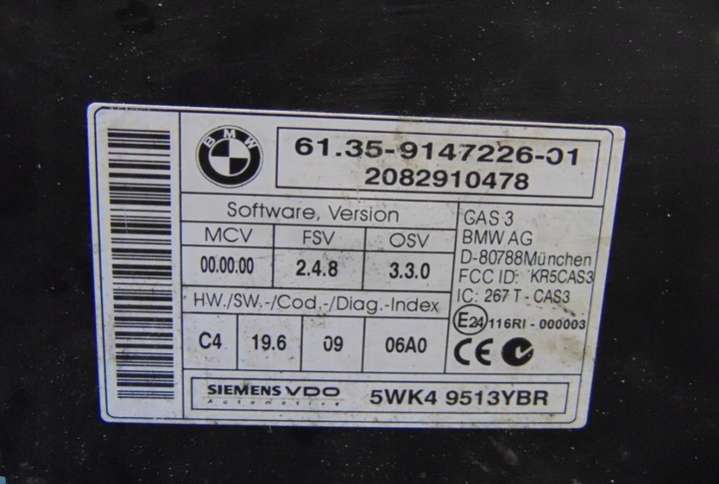 BMW
61.35-9147226-01
2082910478
Software, Version
MCV FSV OSV
00.00.00 2.4.8 3.3.0
HW./SW.-/Cod.-/Diag.-Index
C4 19.6 09 06A0
CAS 3
BMW AG
D-80788München
FCC ID: KR5CAS3
IC: 267 T - CAS3
E24 116RI - 000003
CE
SIEMENS VDO
Automotive
5WK4 9513YBR